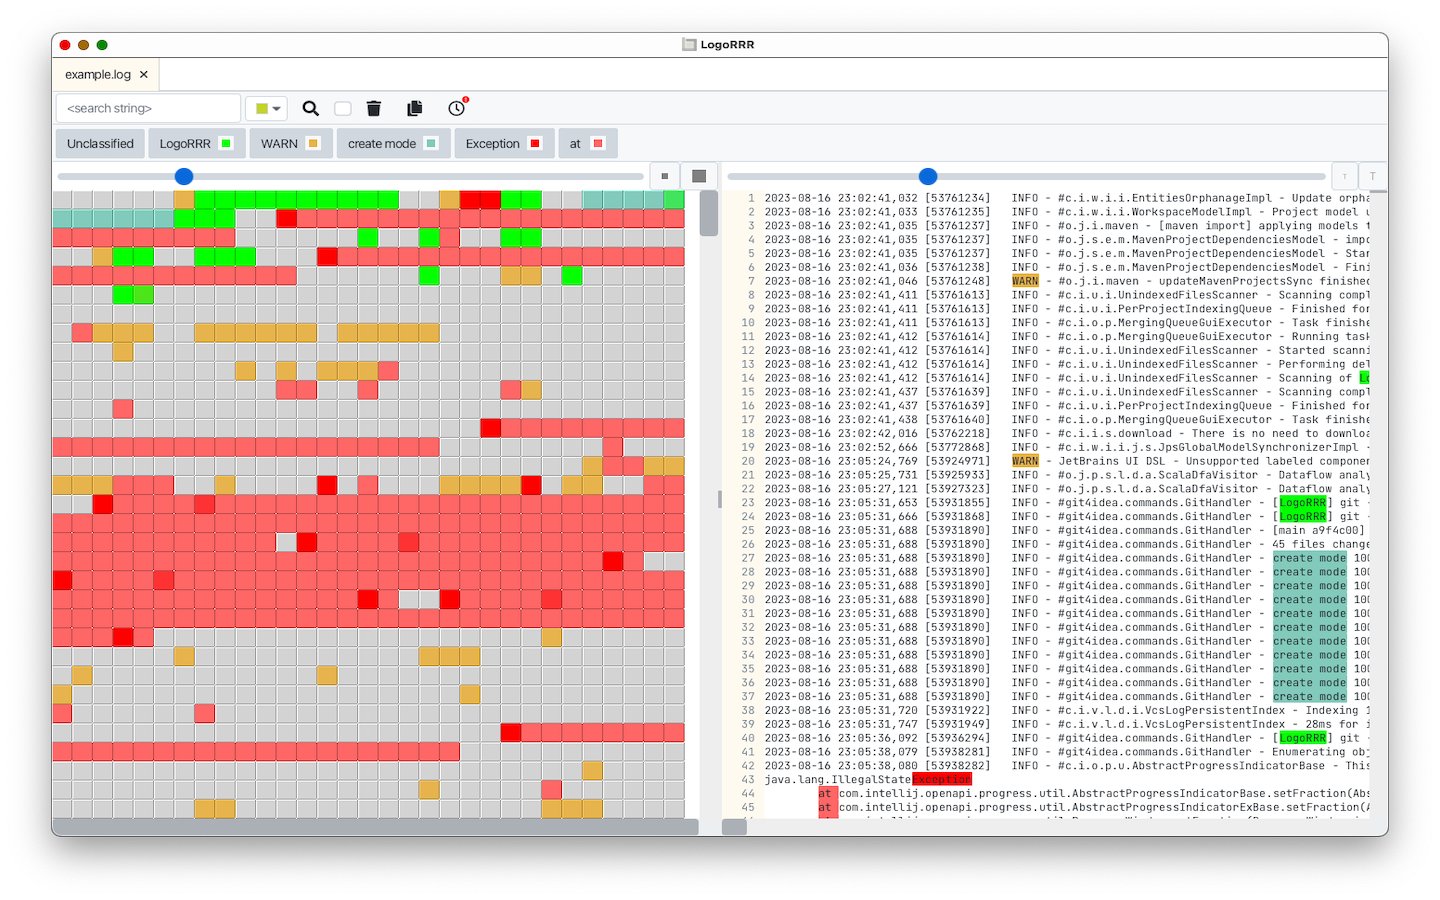 LogoRRR
example.log ×
<search string>
Unclassified LogoRRR WARN create mode Exception at
T T
1 2023-08-16 23:02:41,032 [53761234] INFO - #c.i.w.i.i.EntitiesOrphanageImpl - Update orpha
2 2023-08-16 23:02:41,033 [53761235] INFO - #c.i.w.i.i.WorkspaceModelImpl - Project model u
3 2023-08-16 23:02:41,035 [53761237] INFO - #o.j.i.maven - [maven import] applying models t
4 2023-08-16 23:02:41,035 [53761237] INFO - #o.j.s.e.m.MavenProjectDependenciesModel - impo
5 2023-08-16 23:02:41,035 [53761237] INFO - #o.j.s.e.m.MavenProjectDependenciesModel - Star
6 2023-08-16 23:02:41,036 [53761238] INFO - #o.j.s.e.m.MavenProjectDependenciesModel - Fini
7 2023-08-16 23:02:41,046 [53761248] WARN - #o.j.i.maven - updateMavenProjectsSync finished
8 2023-08-16 23:02:41,411 [53761613] INFO - #c.i.u.i.UnindexedFilesScanner - Scanning compl
9 2023-08-16 23:02:41,411 [53761613] INFO - #c.i.u.i.PerProjectIndexingQueue - Finished for
10 2023-08-16 23:02:41,411 [53761613] INFO - #c.i.o.p.MergingQueueGuiExecutor - Task finishe
11 2023-08-16 23:02:41,412 [53761614] INFO - #c.i.o.p.MergingQueueGuiExecutor - Running task
12 2023-08-16 23:02:41,412 [53761614] INFO - #c.i.u.i.UnindexedFilesScanner - Started scanni
13 2023-08-16 23:02:41,412 [53761614] INFO - #c.i.u.i.UnindexedFilesScanner - Performing del
14 2023-08-16 23:02:41,412 [53761614] INFO - #c.i.u.i.UnindexedFilesScanner - Scanning of Lo
15 2023-08-16 23:02:41,437 [53761639] INFO - #c.i.u.i.UnindexedFilesScanner - Scanning compl
16 2023-08-16 23:02:41,437 [53761639] INFO - #c.i.u.i.PerProjectIndexingQueue - Finished for
17 2023-08-16 23:02:41,438 [53761640] INFO - #c.i.o.p.MergingQueueGuiExecutor - Task finishe
18 2023-08-16 23:02:42,016 [53762218] INFO - #c.i.i.s.download - There is no need to downloa
19 2023-08-16 23:02:52,666 [53772868] INFO - #c.i.w.i.i.j.s.JpsGlobalModelSynchronizerImpl -
20 2023-08-16 23:05:24,769 [53924971] WARN - JetBrains UI DSL - Unsupported labeled componen
21 2023-08-16 23:05:25,731 [53925933] INFO - #o.j.p.s.l.d.a.ScalaDfaVisitor - Dataflow analy
22 2023-08-16 23:05:27,121 [53927323] INFO - #o.j.p.s.l.d.a.ScalaDfaVisitor - Dataflow analy
23 2023-08-16 23:05:31,653 [53931855] INFO - #git4idea.commands.GitHandler - [LogoRRR] git -
24 2023-08-16 23:05:31,666 [53931868] INFO - #git4idea.commands.GitHandler - [LogoRRR] git -
25 2023-08-16 23:05:31,688 [53931890] INFO - #git4idea.commands.GitHandler - [main a9f4c00]
26 2023-08-16 23:05:31,688 [53931890] INFO - #git4idea.commands.GitHandler - 45 files change
27 2023-08-16 23:05:31,688 [53931890] INFO - #git4idea.commands.GitHandler - create mode 100
28 2023-08-16 23:05:31,688 [53931890] INFO - #git4idea.commands.GitHandler - create mode 100
29 2023-08-16 23:05:31,688 [53931890] INFO - #git4idea.commands.GitHandler - create mode 100
30 2023-08-16 23:05:31,688 [53931890] INFO - #git4idea.commands.GitHandler - create mode 100
31 2023-08-16 23:05:31,688 [53931890] INFO - #git4idea.commands.GitHandler - create mode 100
32 2023-08-16 23:05:31,688 [53931890] INFO - #git4idea.commands.GitHandler - create mode 100
33 2023-08-16 23:05:31,688 [53931890] INFO - #git4idea.commands.GitHandler - create mode 100
34 2023-08-16 23:05:31,688 [53931890] INFO - #git4idea.commands.GitHandler - create mode 100
35 2023-08-16 23:05:31,688 [53931890] INFO - #git4idea.commands.GitHandler - create mode 100
36 2023-08-16 23:05:31,688 [53931890] INFO - #git4idea.commands.GitHandler - create mode 100
37 2023-08-16 23:05:31,688 [53931890] INFO - #git4idea.commands.GitHandler - create mode 100
38 2023-08-16 23:05:31,720 [53931922] INFO - #c.i.v.l.d.i.VcsLogPersistentIndex - Indexing 1
39 2023-08-16 23:05:31,747 [53931949] INFO - #c.i.v.l.d.i.VcsLogPersistentIndex - 28ms for i
40 2023-08-16 23:05:36,092 [53936294] INFO - #git4idea.commands.GitHandler - [LogoRRR] git -
41 2023-08-16 23:05:38,079 [53938281] INFO - #git4idea.commands.GitHandler - Enumerating obj
42 2023-08-16 23:05:38,080 [53938282] INFO - #c.i.o.p.u.AbstractProgressIndicatorBase - This
43 java.lang.IllegalStateException
44 at com.intellij.openapi.progress.util.AbstractProgressIndicatorBase.setFraction(Abs
45 at com.intellij.openapi.progress.util.AbstractProgressIndicatorExBase.setFraction(A